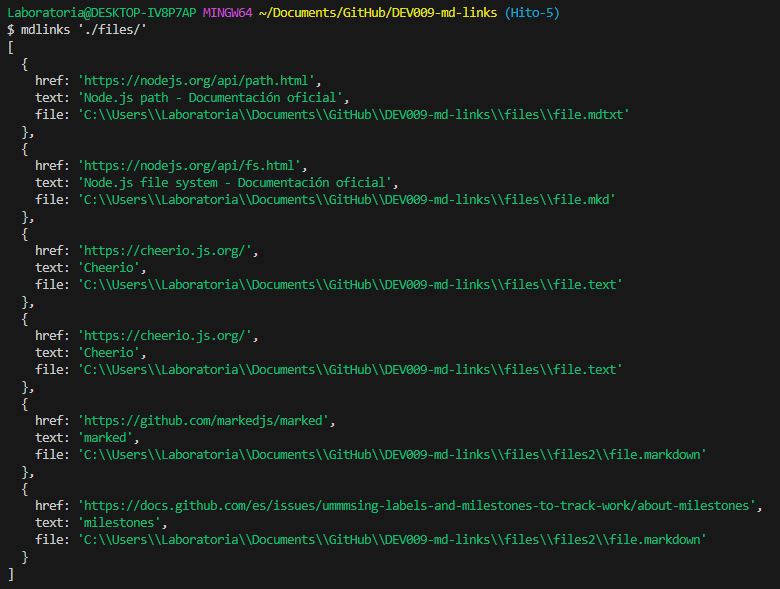 Laboratoria@DESKTOP-IV8P7AP MINGW64 ~/Documents/GitHub/DEV009-md-links (Hito-5)
$ mdlinks './files/'
[
  {
    href: 'https://nodejs.org/api/path.html',
    text: 'Node.js path - Documentación oficial',
    file: 'C:\\Users\\Laboratoria\\Documents\\GitHub\\DEV009-md-links\\files\\file.mdtxt'
  },
  {
    href: 'https://nodejs.org/api/fs.html',
    text: 'Node.js file system - Documentación oficial',
    file: 'C:\\Users\\Laboratoria\\Documents\\GitHub\\DEV009-md-links\\files\\file.mkd'
  },
  {
    href: 'https://cheerio.js.org/',
    text: 'Cheerio',
    file: 'C:\\Users\\Laboratoria\\Documents\\GitHub\\DEV009-md-links\\files\\file.text'
  },
  {
    href: 'https://cheerio.js.org/',
    text: 'Cheerio',
    file: 'C:\\Users\\Laboratoria\\Documents\\GitHub\\DEV009-md-links\\files\\file.text'
  },
  {
    href: 'https://github.com/markedjs/marked',
    text: 'marked',
    file: 'C:\\Users\\Laboratoria\\Documents\\GitHub\\DEV009-md-links\\files\\files2\\file.markdown'
  },
  {
    href: 'https://docs.github.com/es/issues/ummmsing-labels-and-milestones-to-track-work/about-milestones',
    text: 'milestones',
    file: 'C:\\Users\\Laboratoria\\Documents\\GitHub\\DEV009-md-links\\files\\files2\\file.markdown'
  }
]